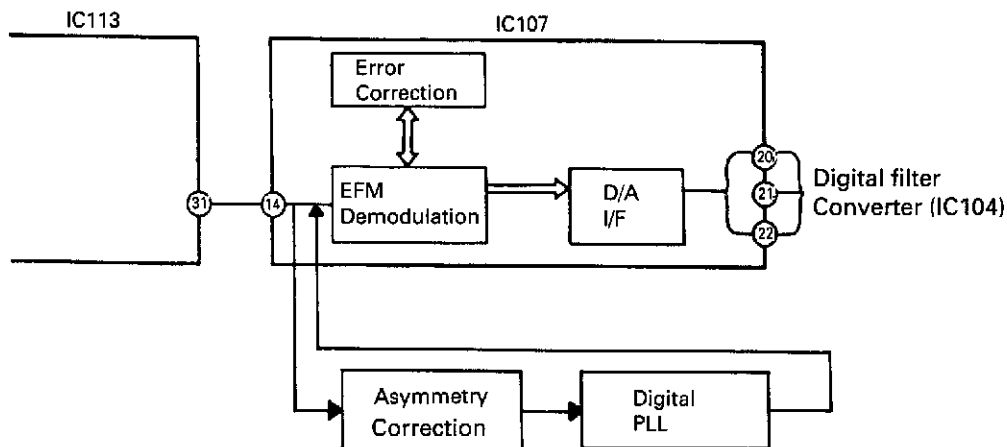 IC113
IC107
Error
Correction
31
14
EFM
Demodulation
D/A
I/F
20
21
22
Digital filter
Converter (IC104)
Asymmetry
Correction
Digital
PLL